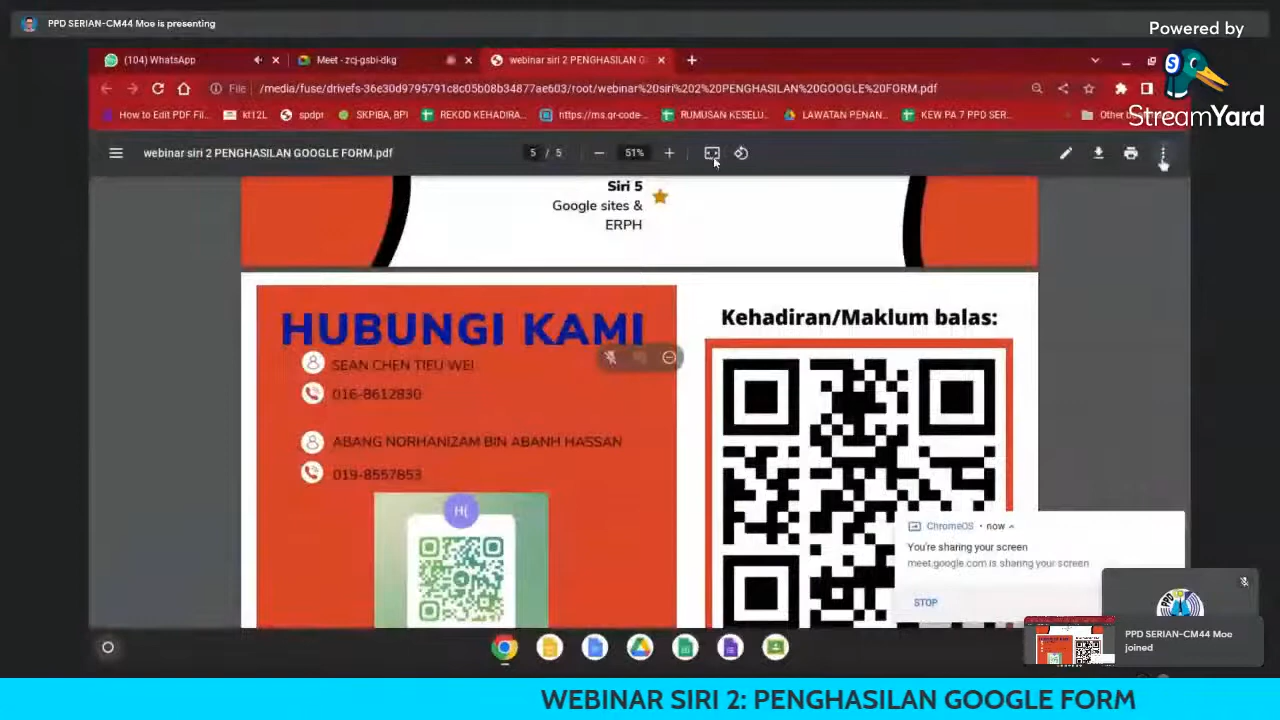 PPD SERIAN-CM44 Moe is presenting
Powered by
StreamYard
(104) WhatsApp
Meet - zcj-gsbi-dkg
webinar siri 2 PENGHASILAN G
File
/media/fuse/drivefs-36e30d9795791c8c05b08b34877ae603/root/webinar%20siri%202%20PENGHASILAN%20GOOGLE%20FORM.pdf
How to Edit PDF Fil...
kt12L
spdpr
SKPIBA, BPI
REKOD KEHADIRA...
https://ms.qr-code-...
RUMUSAN KESELU...
LAWATAN PENAN...
KEW PA 7 PPD SER...
Other
webinar siri 2 PENGHASILAN GOOGLE FORM.pdf
5 / 5
51%
Siri 5
Google sites &
ERPH
HUBUNGI KAMI
SEAN CHEN TIEU WEI
016-8612830
ABANG NORHANIZAM BIN ABANH HASSAN
019-8557853
H(
Kehadiran/Maklum balas:
ChromeOS • now
You're sharing your screen
meet.google.com is sharing your screen
STOP
PPD
PPD SERIAN-CM44 Moe
joined
WEBINAR SIRI 2: PENGHASILAN GOOGLE FORM